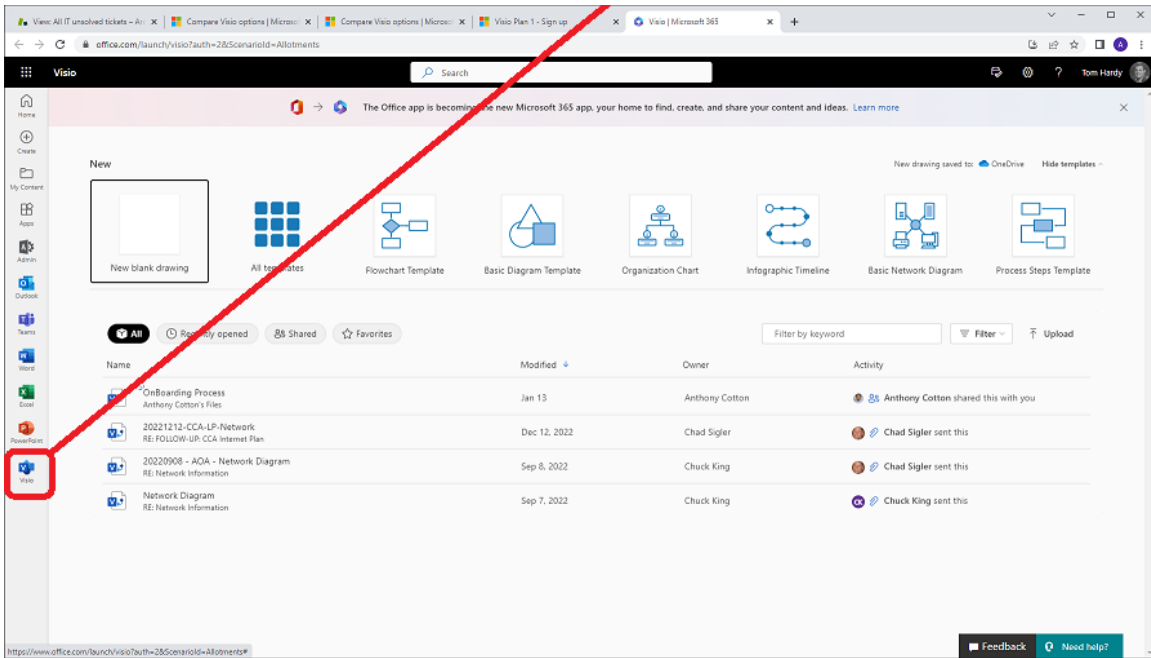 View: All IT unsolved tickets – A
Compare Visio options | Microso
Compare Visio options | Microso
Visio Plan 1 - Sign up
Visio | Microsoft 365
office.com/launch/visio?auth=2&ScenarioId=Allotments
Visio
Search
Tom Hardy
The Office app is becoming the new Microsoft 365 app, your home to find, create, and share your content and ideas. Learn more
Home
Create
My Content
Apps
Admin
Outlook
Teams
Word
Excel
PowerPoint
Visio
New
New drawing saved to: OneDrive
Hide templates
New blank drawing
All templates
Flowchart Template
Basic Diagram Template
Organization Chart
Infographic Timeline
Basic Network Diagram
Process Steps Template
All
Recently opened
Shared
Favorites
Filter by keyword
Filter
Upload
Name Modified Owner Activity
OnBoarding Process Jan 13 Anthony Cotton Anthony Cotton shared this with you
Anthony Cotton's Files
20221212-CCA-LP-Network Dec 12, 2022 Chad Sigler Chad Sigler sent this
RE: FOLLOW-UP: CCA Internet Plan
20220908 - AOA - Network Diagram Sep 8, 2022 Chuck King Chad Sigler sent this
RE: Network Information
Network Diagram Sep 7, 2022 Chuck King CK Chuck King sent this
RE: Network Information
Feedback
Need help?
https://www.office.com/launch/visio?auth=2&ScenarioId=Allotments#